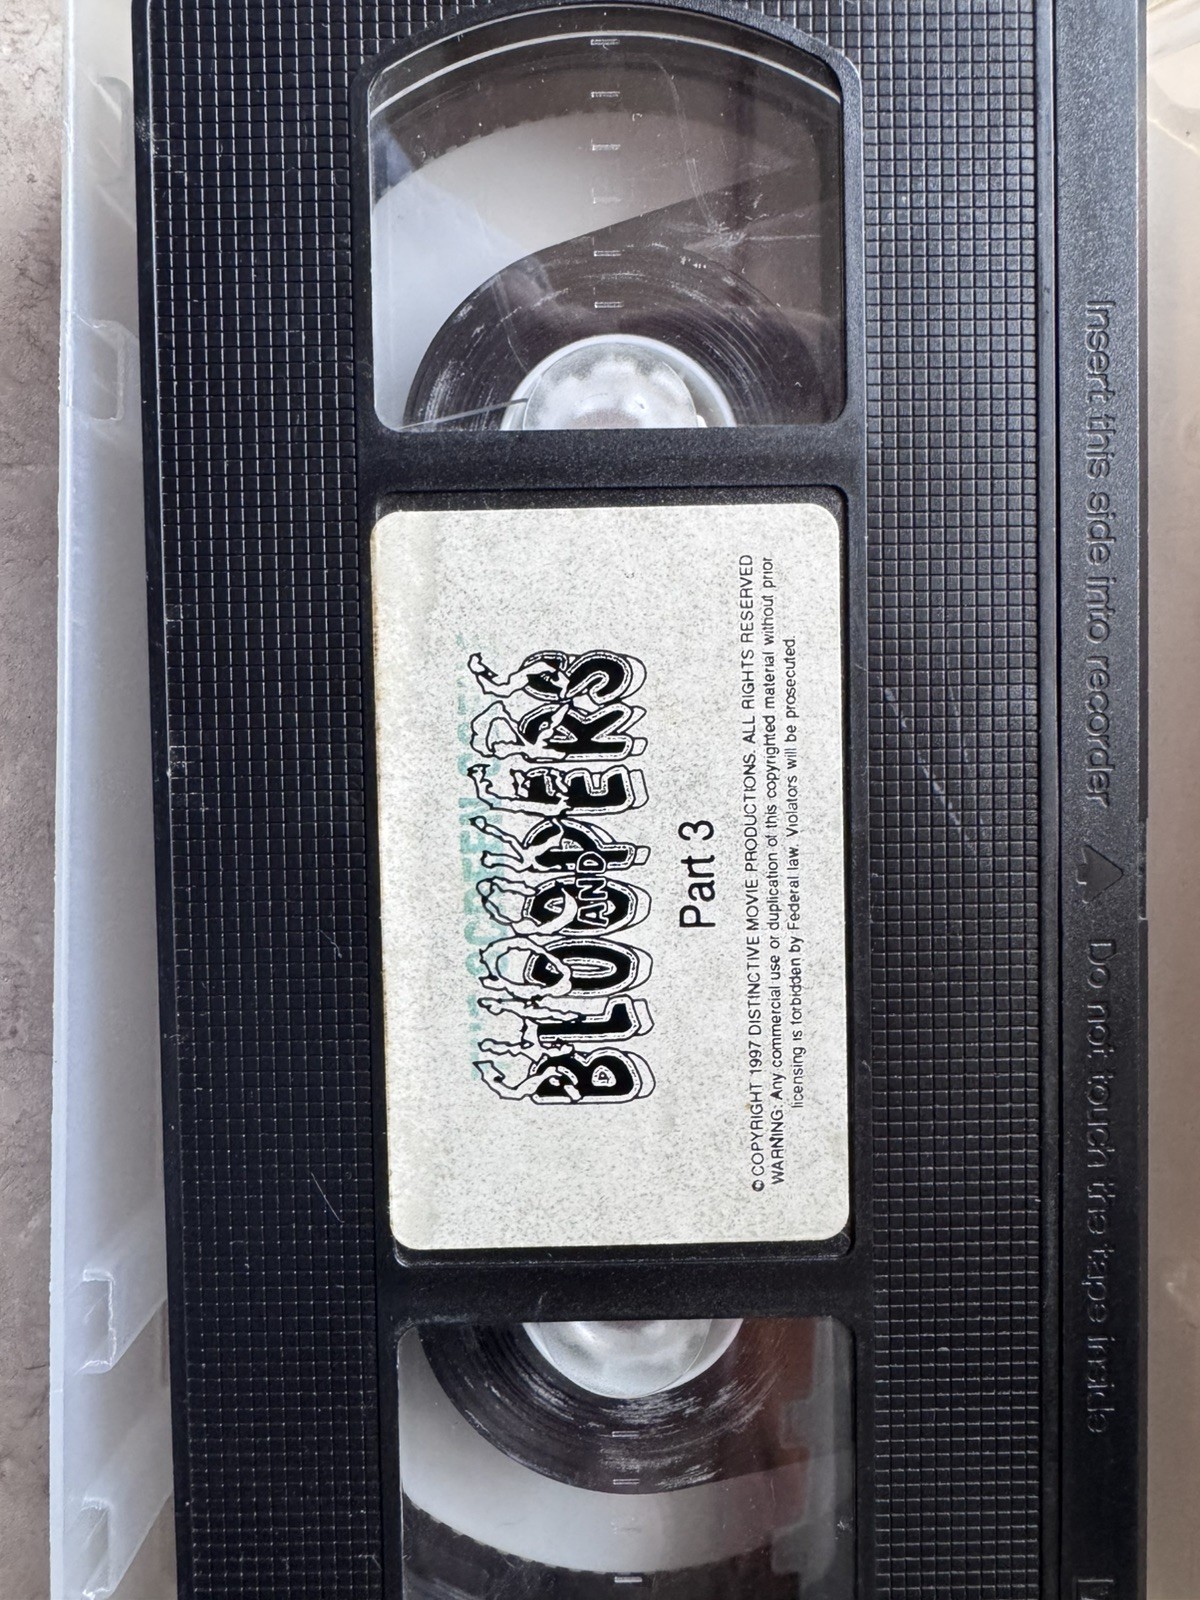 BLOOPERS
AND
Part 3
© COPYRIGHT 1997 DISTINCTIVE MOVIE PRODUCTIONS. ALL RIGHTS RESERVED
WARNING: Any commercial use or duplication of this copyrighted material without prior
licensing is forbidden by Federal law. Violators will be prosecuted.
Insert this side into recorder
Do not touch the tape inside